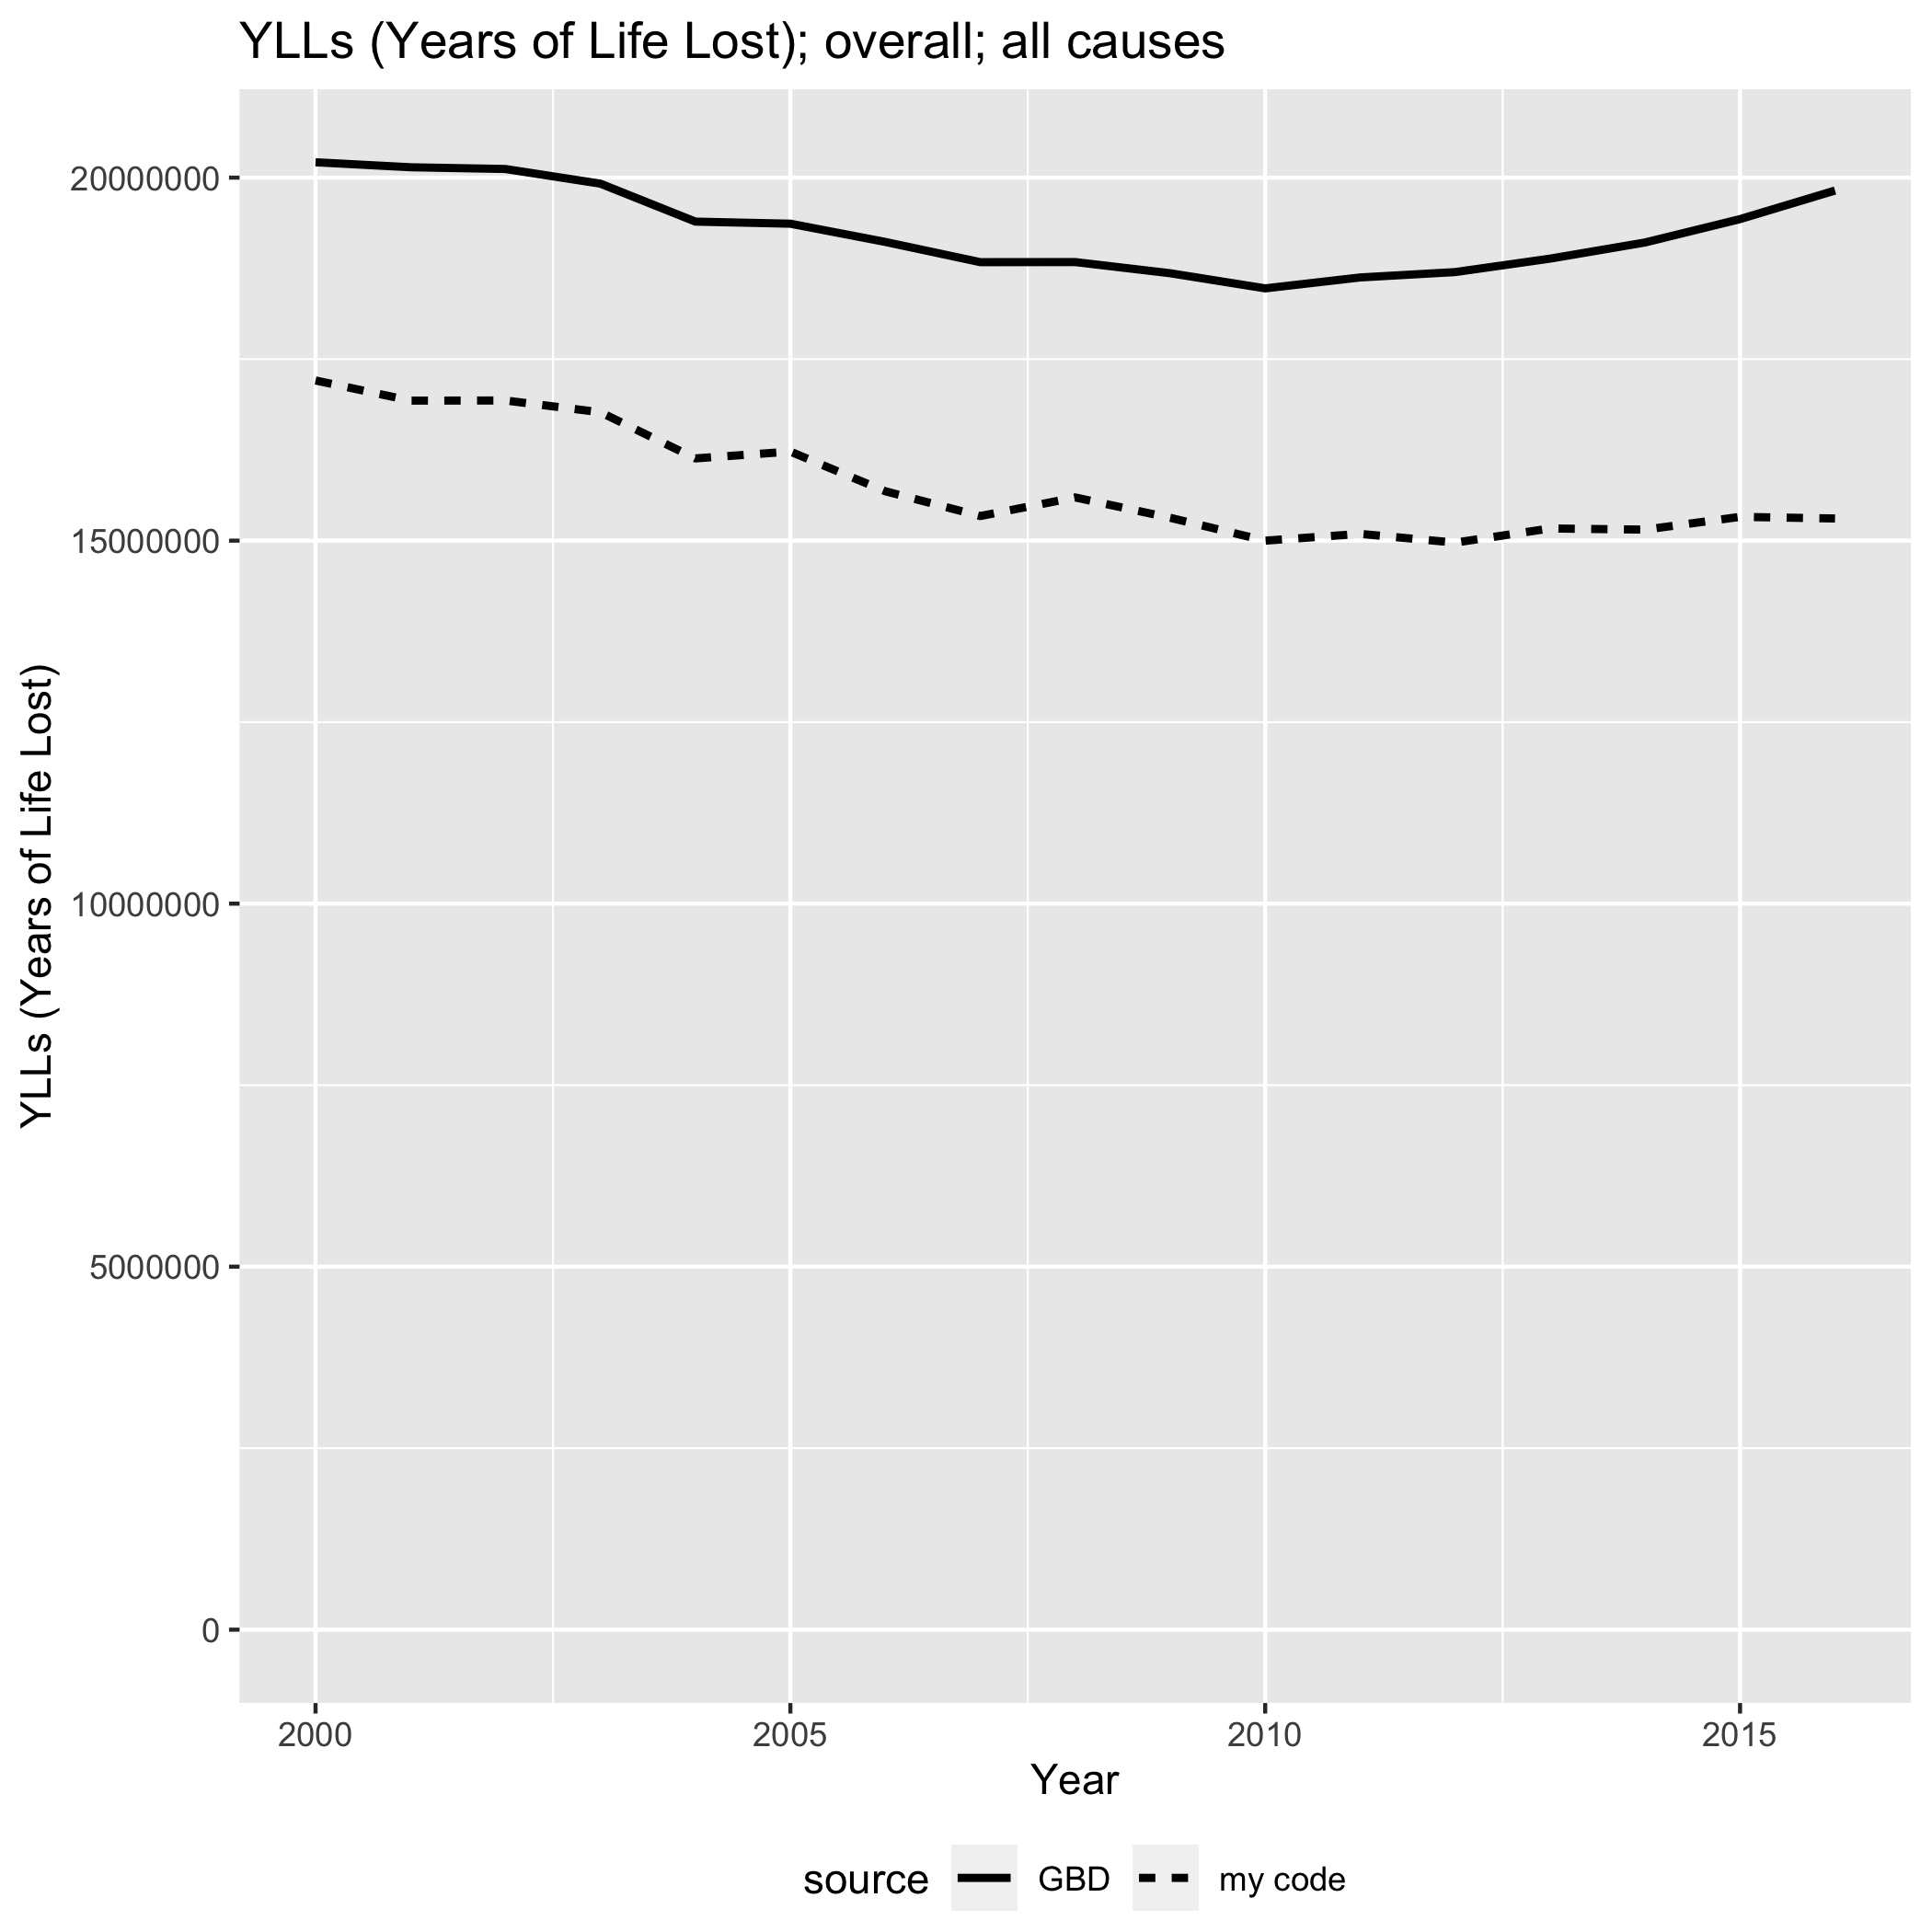 YLLs (Years of Life Lost); overall; all causes
YLLs (Years of Life Lost)
20000000
15000000
10000000
5000000
0
2000 2005 2010 2015
Year
source GBD my code